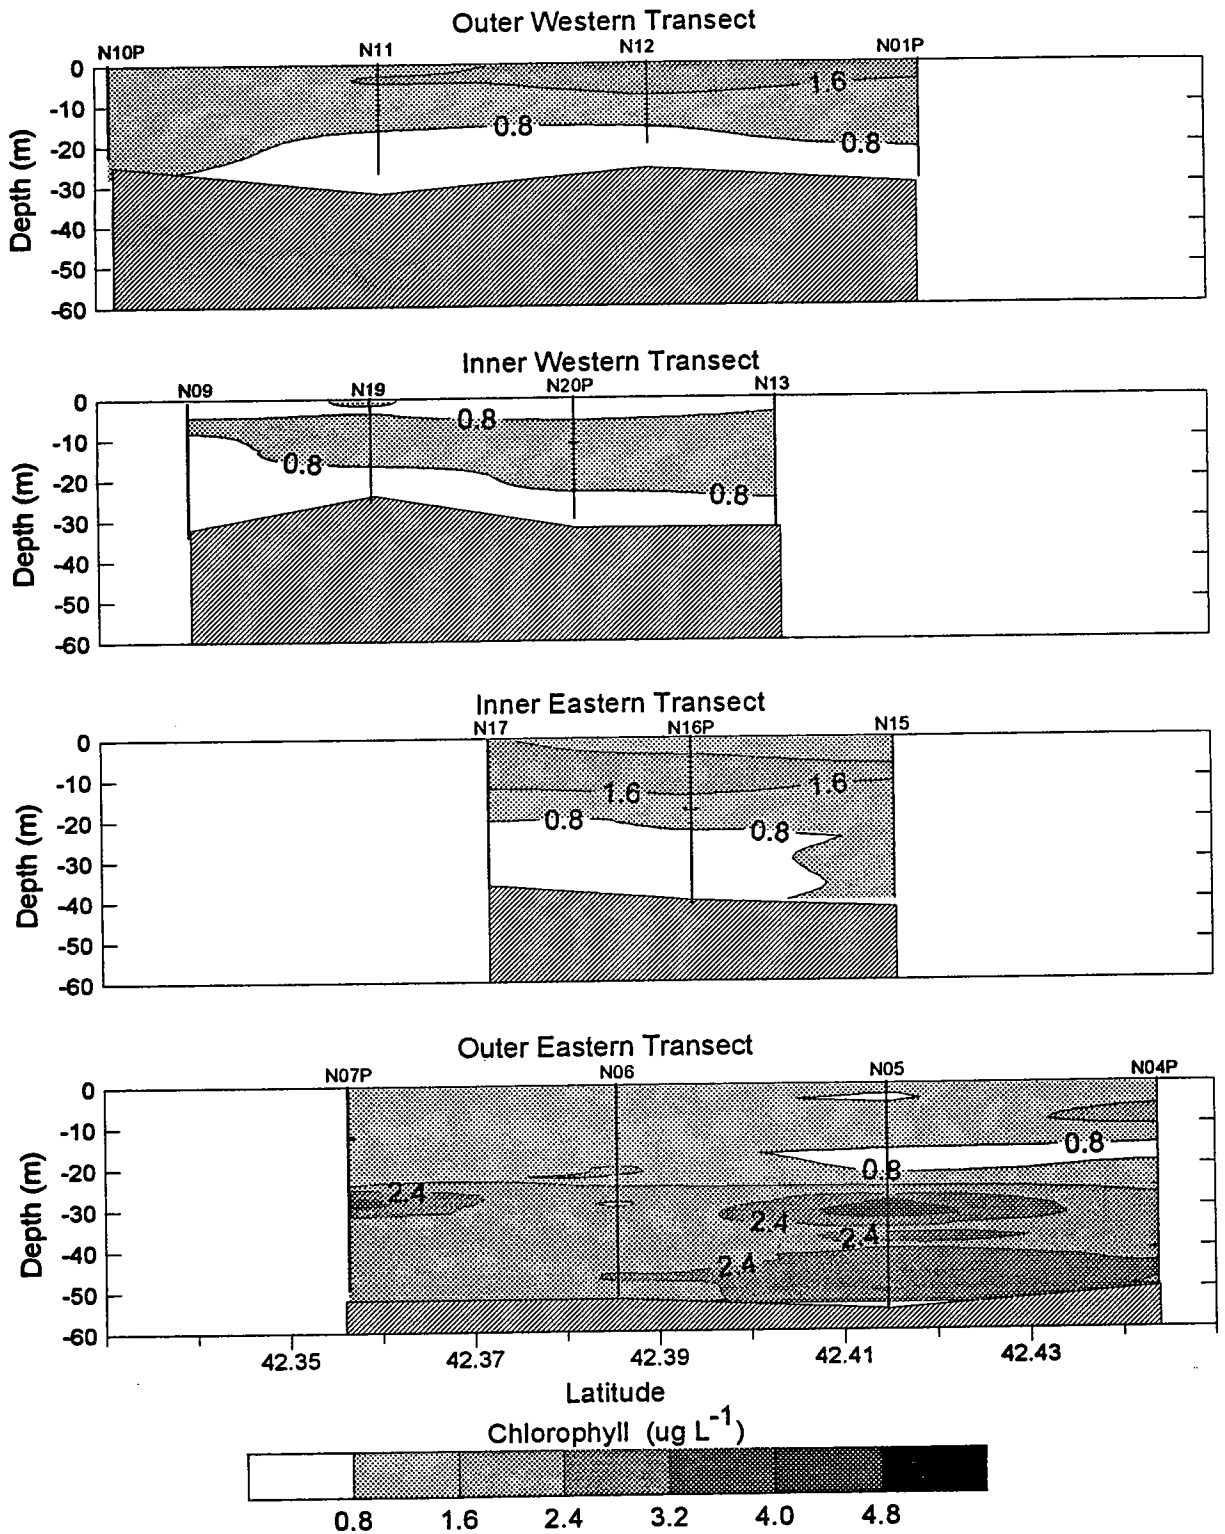 Outer Western Transect
N10P N11 N12 N01P
0
-10
-20
-30
-40
-50
-60
Depth (m)
1.6
0.8
0.8
Inner Western Transect
N09 N19 N20P N13
0
-10
-20
-30
-40
-50
-60
Depth (m)
0.8
0.8
0.8
Inner Eastern Transect
N17 N16P N15
0
-10
-20
-30
-40
-50
-60
Depth (m)
1.6 1.6
0.8 0.8
Outer Eastern Transect
N07P N06 N05 N04P
0
-10
-20
-30
-40
-50
-60
Depth (m)
0.8
0.8
2.4
2.4
2.4
2.4
42.35 42.37 42.39 42.41 42.43
Latitude
Chlorophyll (ug L-1)
0.8 1.6 2.4 3.2 4.0 4.8